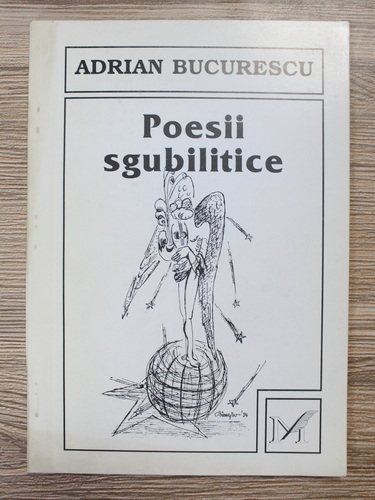 ADRIAN BUCURESCU
Poesii
sgubilitice
M